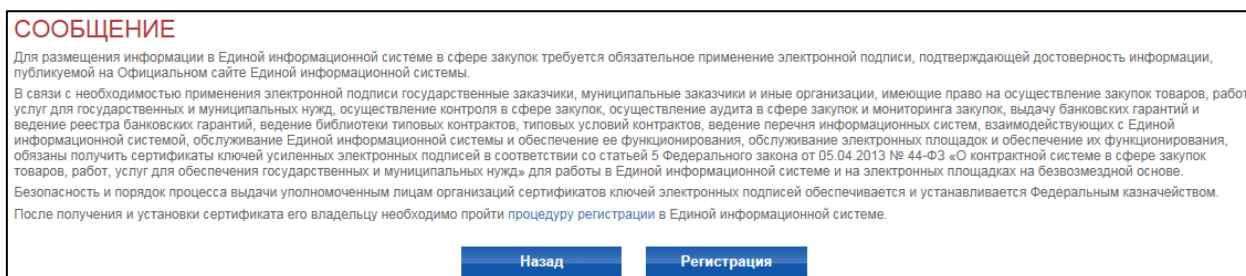 СООБЩЕНИЕ
Для размещения информации в Единой информационной системе в сфере закупок требуется обязательное применение электронной подписи, подтверждающей достоверность информации,
публикуемой на Официальном сайте Единой информационной системы.
В связи с необходимостью применения электронной подписи государственные заказчики, муниципальные заказчики и иные организации, имеющие право на осуществление закупок товаров, работ
услуг для государственных и муниципальных нужд, осуществление контроля в сфере закупок, осуществление аудита в сфере закупок и мониторинга закупок, выдачу банковских гарантий и
ведение реестра банковских гарантий, ведение библиотеки типовых контрактов, типовых условий контрактов, ведение перечня информационных систем, взаимодействующих с Единой
информационной системой, обслуживание Единой информационной системы и обеспечение ее функционирования, обслуживание электронных площадок и обеспечение их функционирования,
обязаны получить сертификаты ключей усиленных электронных подписей в соответствии со статьей 5 Федерального закона от 05.04.2013 № 44-ФЗ «О контрактной системе в сфере закупок
товаров, работ, услуг для обеспечения государственных и муниципальных нужд» для работы в Единой информационной системе и на электронных площадках на безвозмездной основе.
Безопасность и порядок процесса выдачи уполномоченным лицам организаций сертификатов ключей электронных подписей обеспечивается и устанавливается Федеральным казначейством.
После получения и установки сертификата его владельцу необходимо пройти процедуру регистрации в Единой информационной системе.
Назад Регистрация